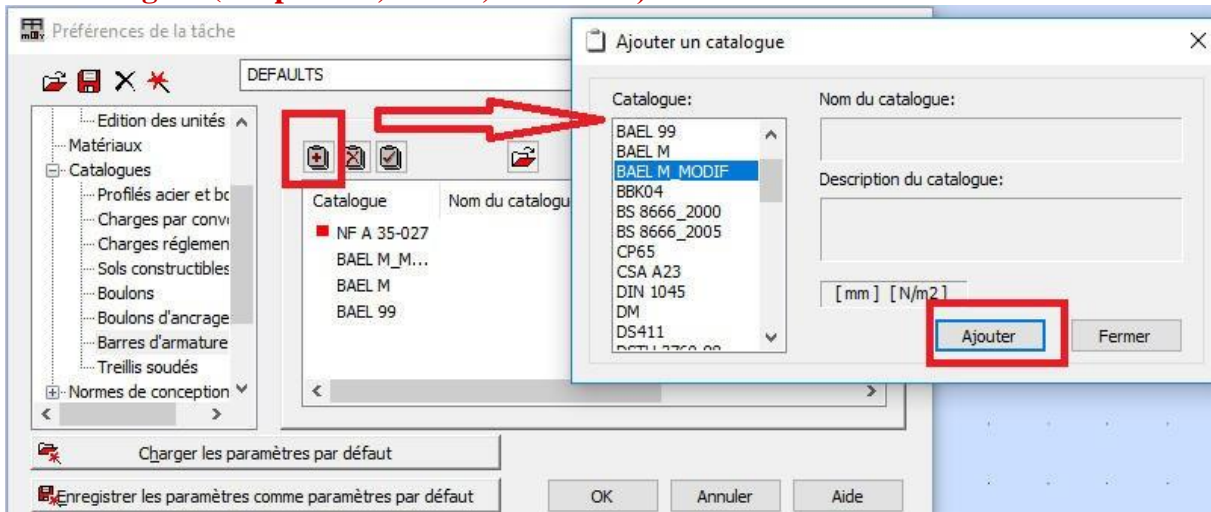 Préférences de la tâche
DEFAULTS
Edition des unités
Matériaux
Catalogues
Profilés acier et bo
Charges par conv
Charges réglemen
Sols constructibles
Boulons
Boulons d'ancrage
Barres d'armature
Treillis soudés
Normes de conception
Catalogue Nom du catalogu
NF A 35-027
BAEL M_M...
BAEL M
BAEL 99
Charger les paramètres par défaut
Enregistrer les paramètres comme paramètres par défaut
OK Annuler Aide
Ajouter un catalogue
Catalogue:
BAEL 99
BAEL M
BAEL M_MODIF
BBK04
BS 8666_2000
BS 8666_2005
CP65
CSA A23
DIN 1045
DM
DS411
Nom du catalogue:
Description du catalogue:
[ mm ] [ N/m2 ]
Ajouter Fermer